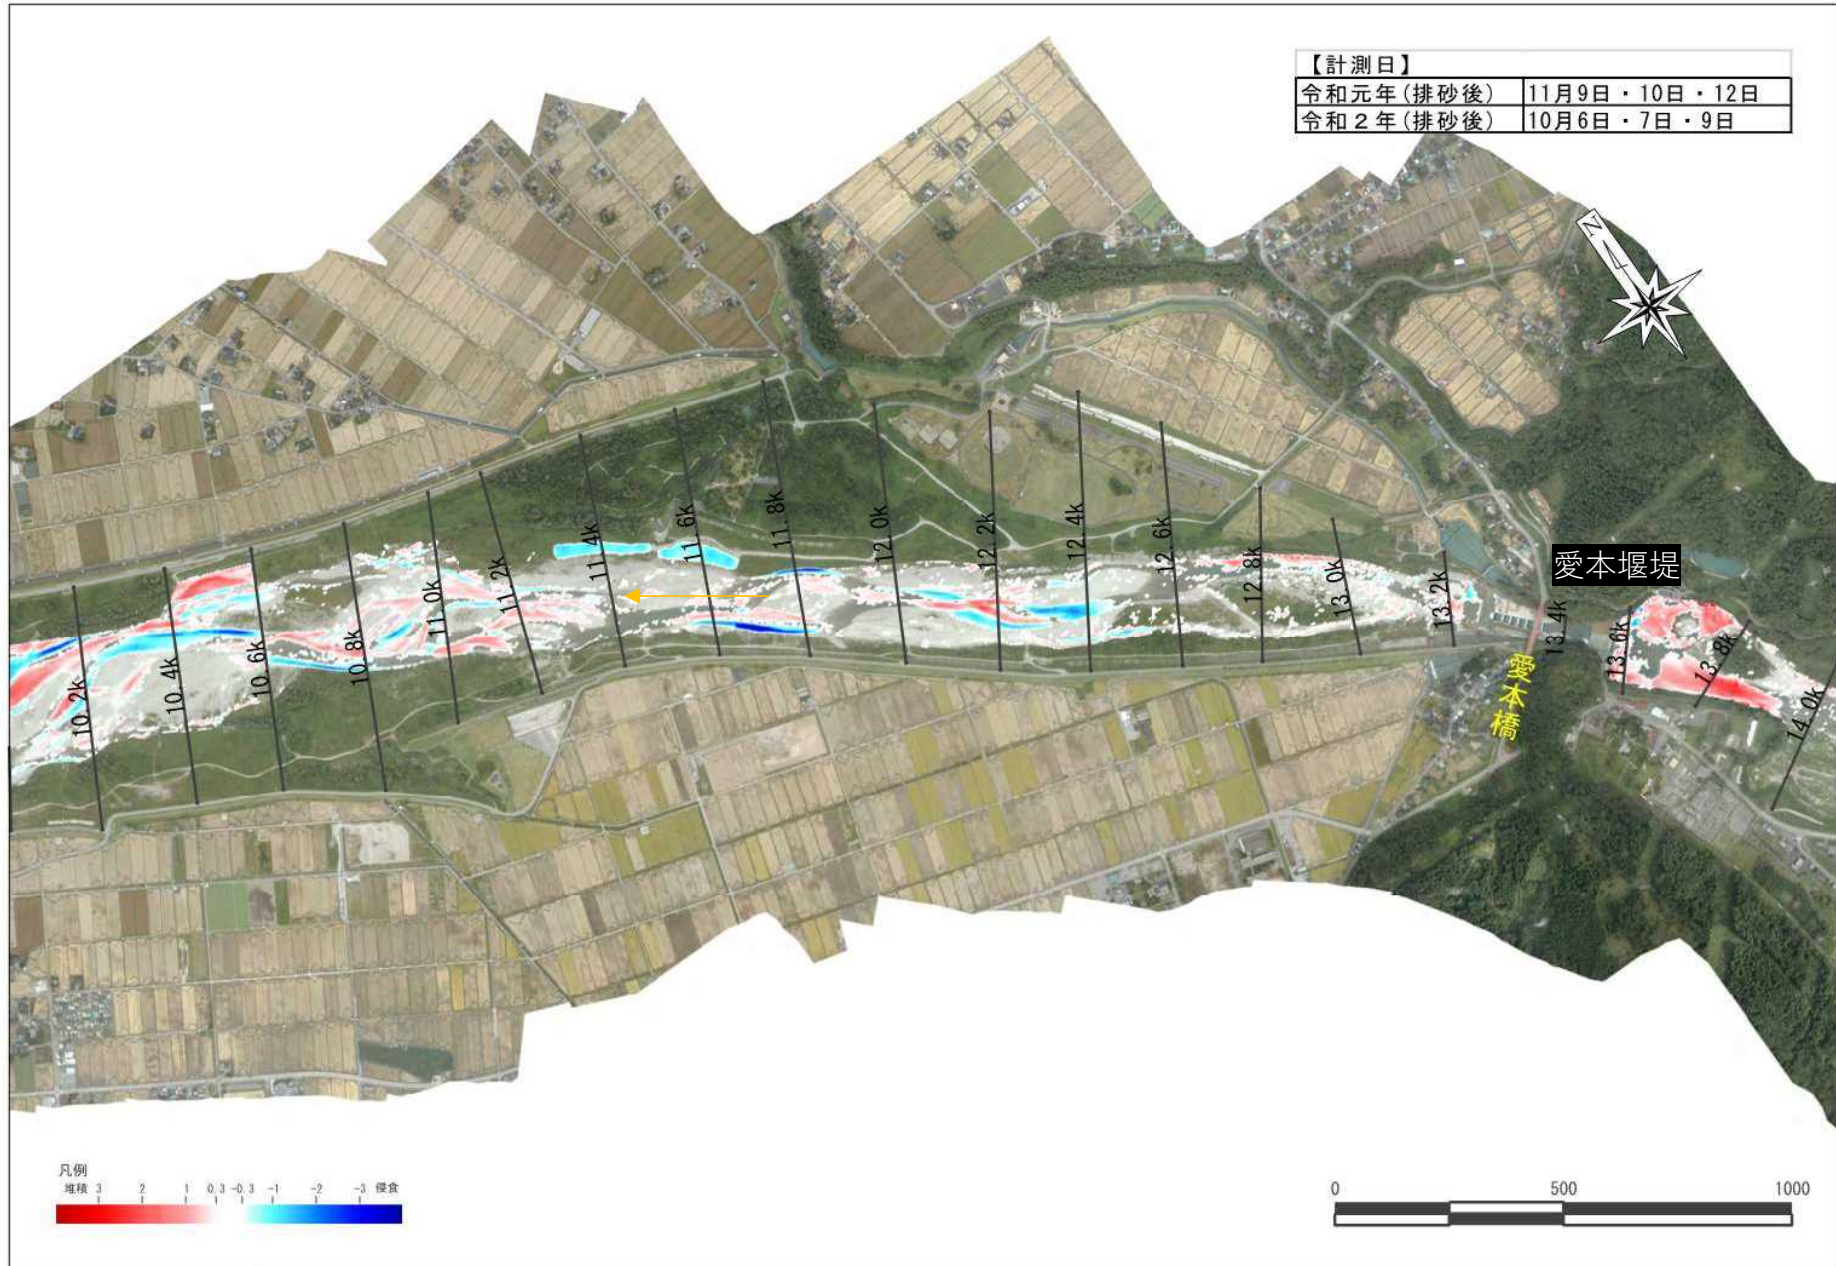 【計測日】
令和元年(排砂後) 11月9日・10日・12日
令和２年(排砂後) 10月6日・7日・9日
N
愛本堰堤
愛本橋
10.2k
10.4k
10.6k
10.8k
11.0k
11.2k
11.4k
11.6k
11.8k
12.0k
12.2k
12.4k
12.6k
12.8k
13.0k
13.2k
13.4k
13.6k
13.8k
14.0k
凡例
堆積 3 2 1 0.3 -0.3 -1 -2 -3 侵食
0 500 1000